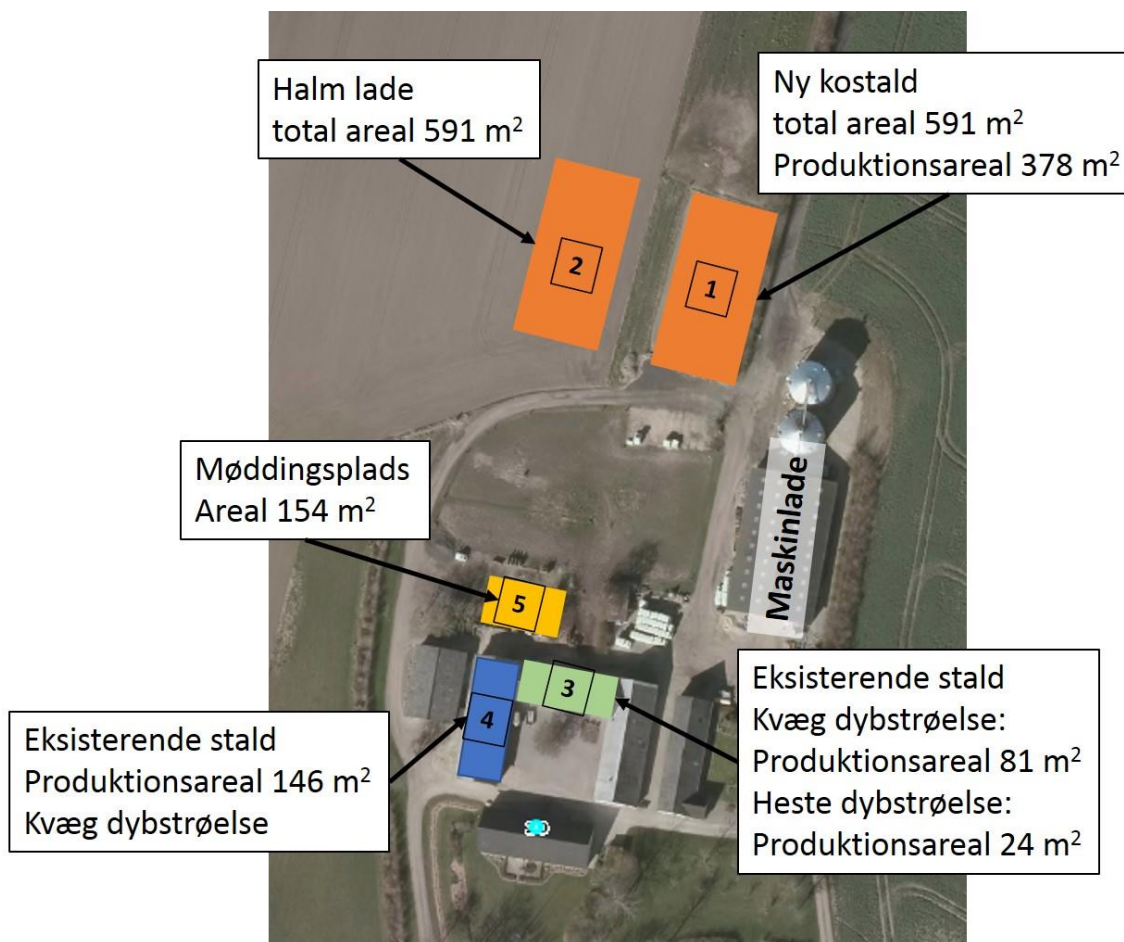 Halm lade
total areal 591 m²
Ny kostald
total areal 591 m²
Produktionsareal 378 m²
2
1
Møddingsplads
Areal 154 m²
Maskinlade
5
3
4
Eksisterende stald
Produktionsareal 146 m²
Kvæg dybstrøelse
Eksisterende stald
Kvæg dybstrøelse:
Produktionsareal 81 m²
Heste dybstrøelse:
Produktionsareal 24 m²